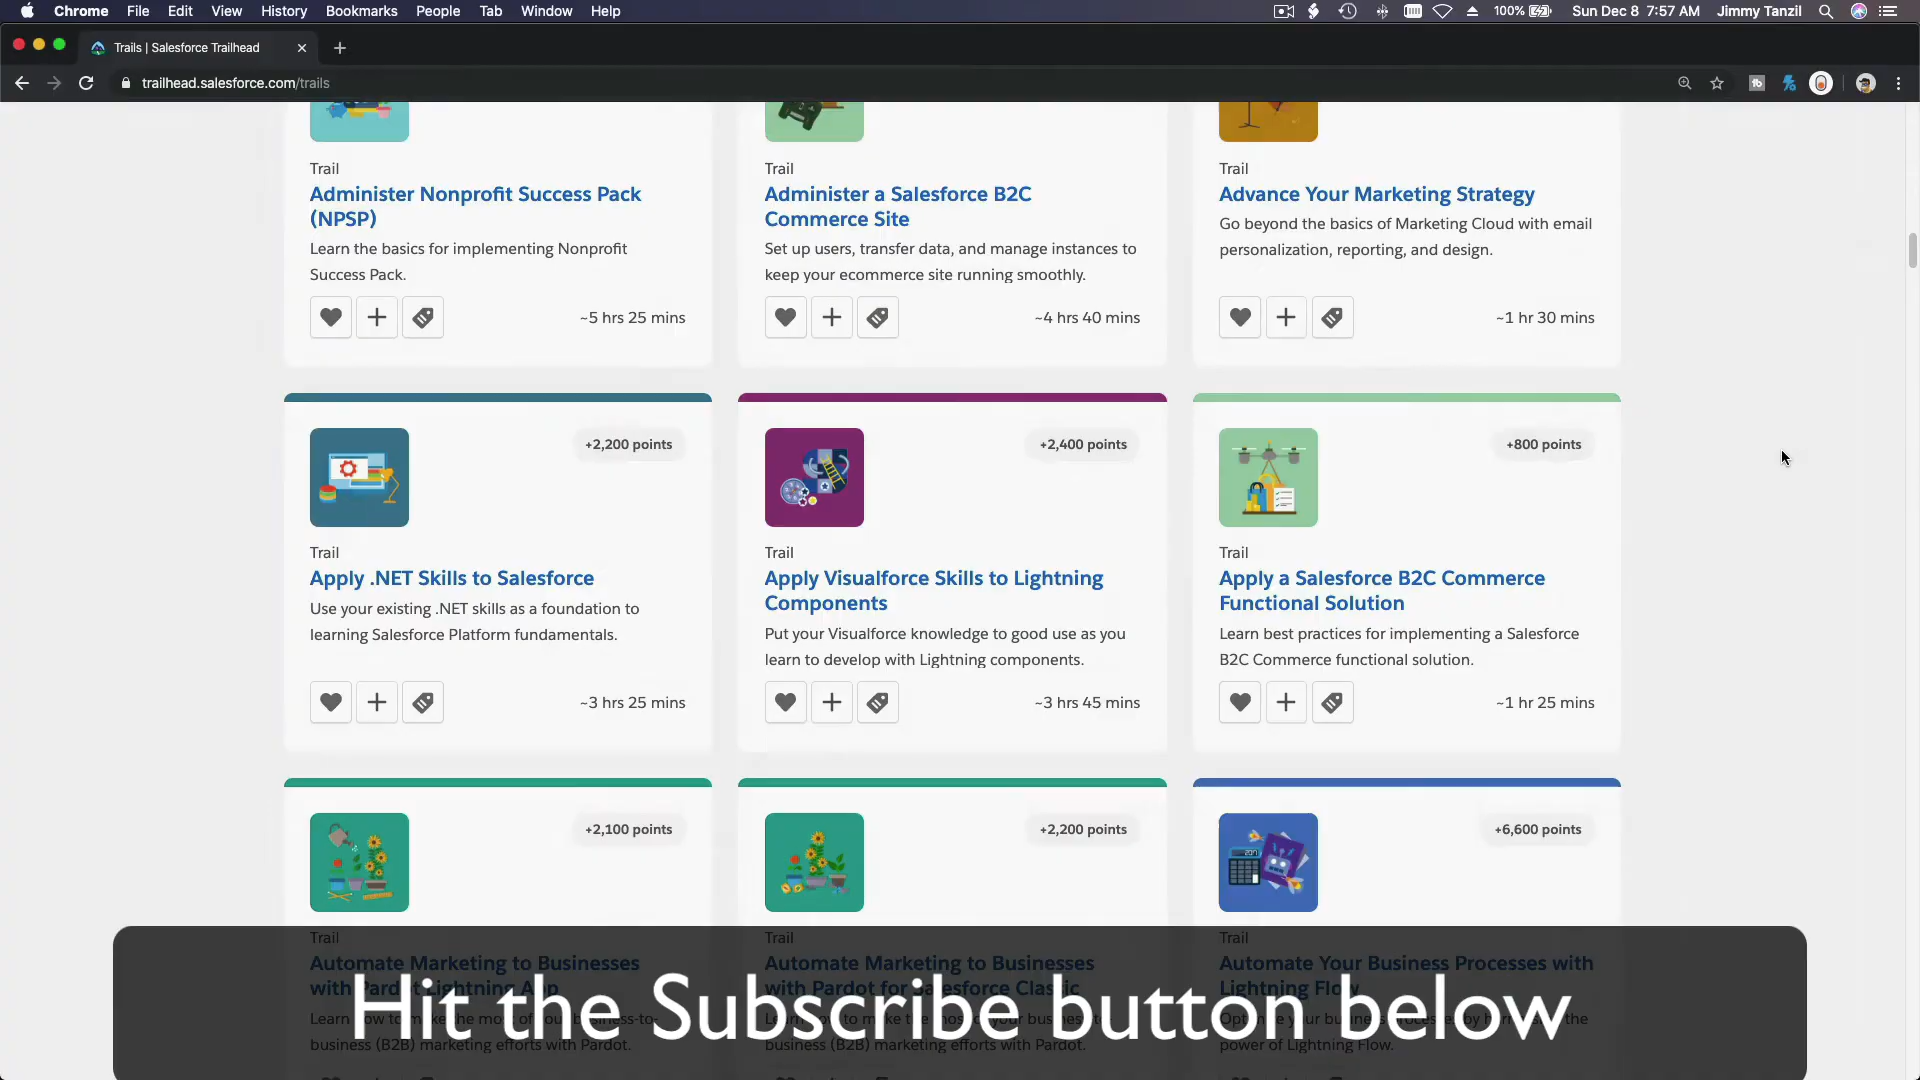 Chrome File Edit View History Bookmarks People Tab Window Help
100% Sun Dec 8 7:57 AM Jimmy Tanzil
Trails | Salesforce Trailhead
trailhead.salesforce.com/trails
Trail
Administer Nonprofit Success Pack
(NPSP)
Learn the basics for implementing Nonprofit
Success Pack.
~5 hrs 25 mins
Trail
Administer a Salesforce B2C
Commerce Site
Set up users, transfer data, and manage instances to
keep your ecommerce site running smoothly.
~4 hrs 40 mins
Trail
Advance Your Marketing Strategy
Go beyond the basics of Marketing Cloud with email
personalization, reporting, and design.
~1 hr 30 mins
+2,200 points
Trail
Apply .NET Skills to Salesforce
Use your existing .NET skills as a foundation to
learning Salesforce Platform fundamentals.
~3 hrs 25 mins
+2,400 points
Trail
Apply Visualforce Skills to Lightning
Components
Put your Visualforce knowledge to good use as you
learn to develop with Lightning components.
~3 hrs 45 mins
+800 points
Trail
Apply a Salesforce B2C Commerce
Functional Solution
Learn best practices for implementing a Salesforce
B2C Commerce functional solution.
~1 hr 25 mins
+2,100 points
Trail
Automate Marketing to Businesses
with Pardot Lightning App
business (B2B) marketing efforts with Pardot.
+2,200 points
Trail
Automate Marketing to Businesses
with Pardot for Salesforce Classic
business (B2B) marketing efforts with Pardot.
+6,600 points
Trail
Automate Your Business Processes with
Lightning Flow
power of Lightning Flow.
Hit the Subscribe button below